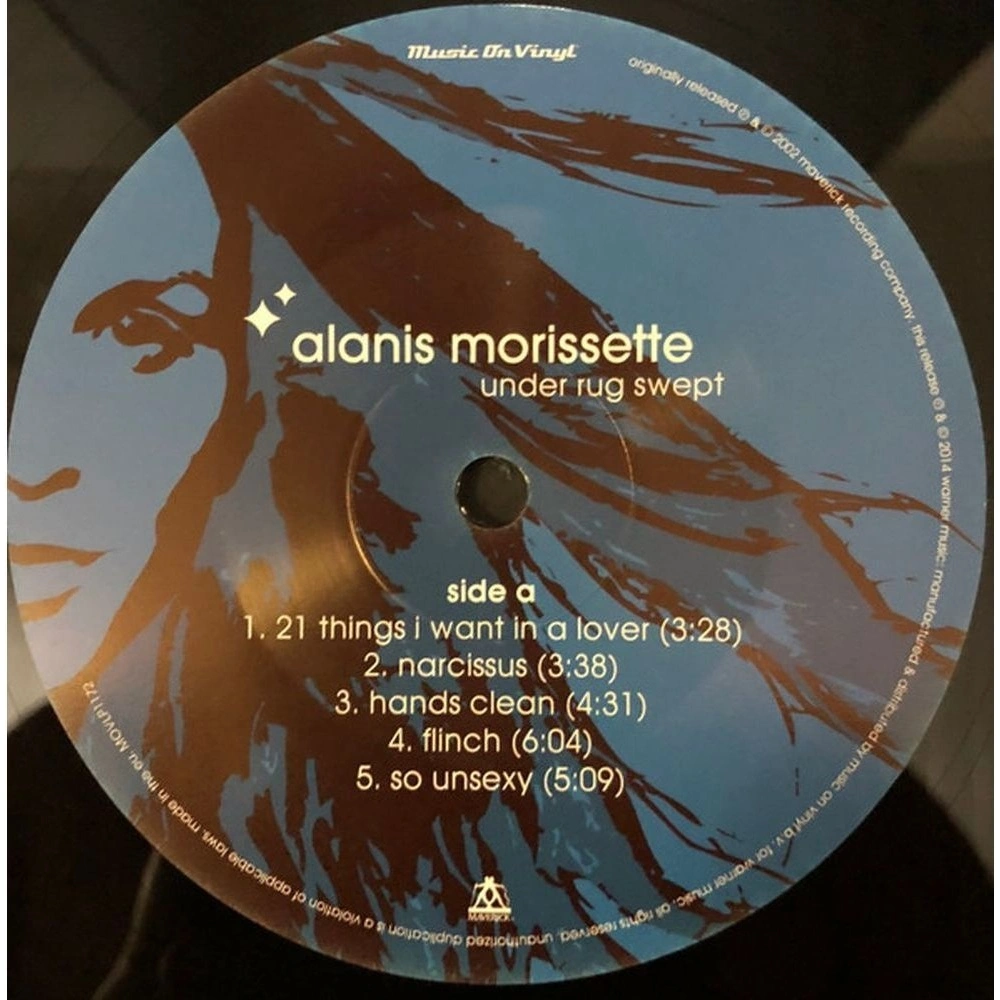 Music On Vinyl
originally released ℗ & © 2002 maverick recording company. this release ℗ & © 2014 warner music. manufactured & distributed by music on vinyl b.v. for warner music. all rights reserved. unauthorized duplication is a violation of applicable laws. made in the eu. MOVLP1172
alanis morissette
under rug swept
side a
1. 21 things i want in a lover (3:28)
2. narcissus (3:38)
3. hands clean (4:31)
4. flinch (6:04)
5. so unsexy (5:09)
MAVERICK